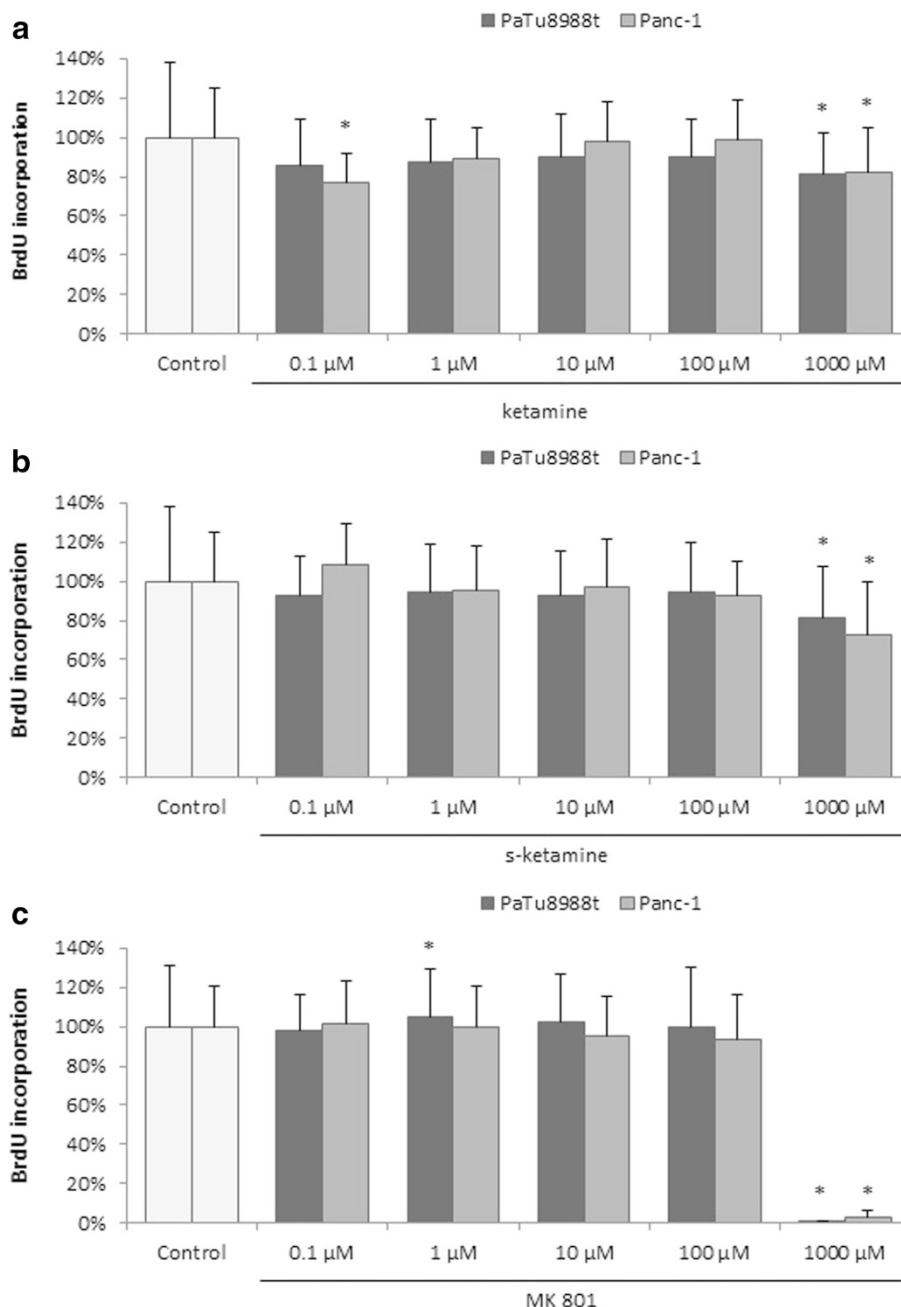 a
PaTu8988t Panc-1
BrdU incorporation
140%
120%
100%
80%
60%
40%
20%
0%
* * *
Control 0.1 µM 1 µM 10 µM 100 µM 1000 µM
ketamine
b
PaTu8988t Panc-1
BrdU incorporation
140%
120%
100%
80%
60%
40%
20%
0%
* *
Control 0.1 µM 1 µM 10 µM 100 µM 1000 µM
s-ketamine
c
PaTu8988t Panc-1
BrdU incorporation
140%
120%
100%
80%
60%
40%
20%
0%
* * *
Control 0.1 µM 1 µM 10 µM 100 µM 1000 µM
MK 801